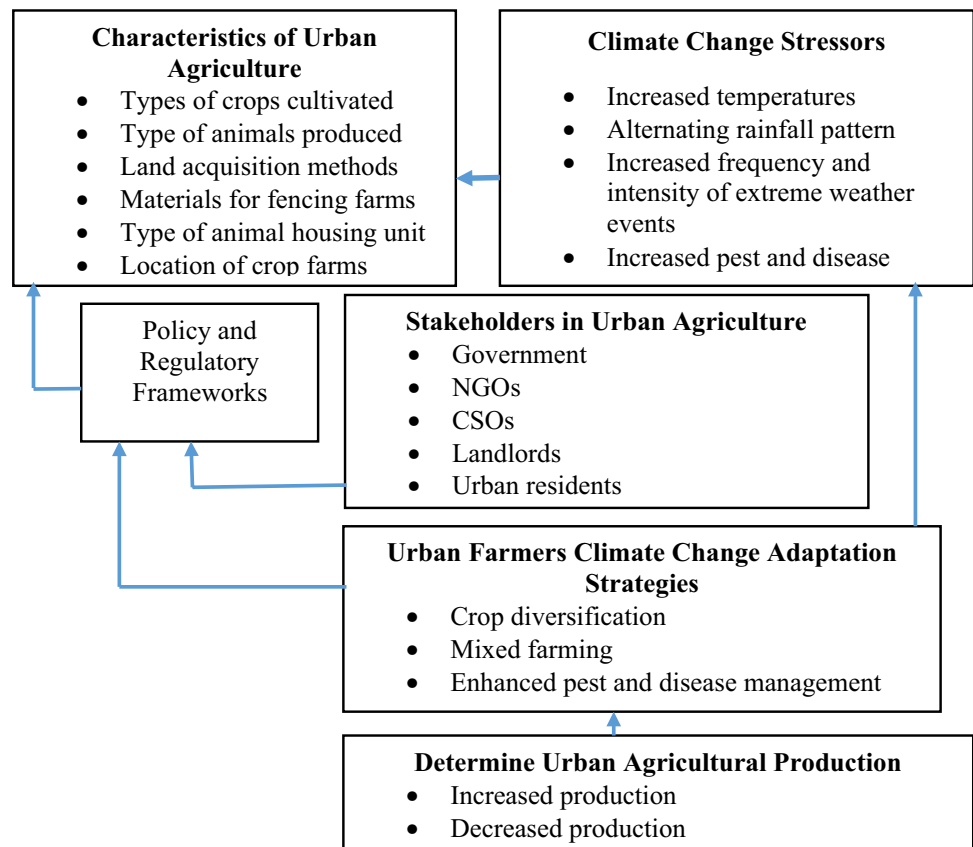 Characteristics of Urban
Agriculture
• Types of crops cultivated
• Type of animals produced
• Land acquisition methods
• Materials for fencing farms
• Type of animal housing unit
• Location of crop farms
Climate Change Stressors
• Increased temperatures
• Alternating rainfall pattern
• Increased frequency and
intensity of extreme weather
events
• Increased pest and disease
Policy and
Regulatory
Frameworks
Stakeholders in Urban Agriculture
• Government
• NGOs
• CSOs
• Landlords
• Urban residents
Urban Farmers Climate Change Adaptation
Strategies
• Crop diversification
• Mixed farming
• Enhanced pest and disease management
Determine Urban Agricultural Production
• Increased production
• Decreased production